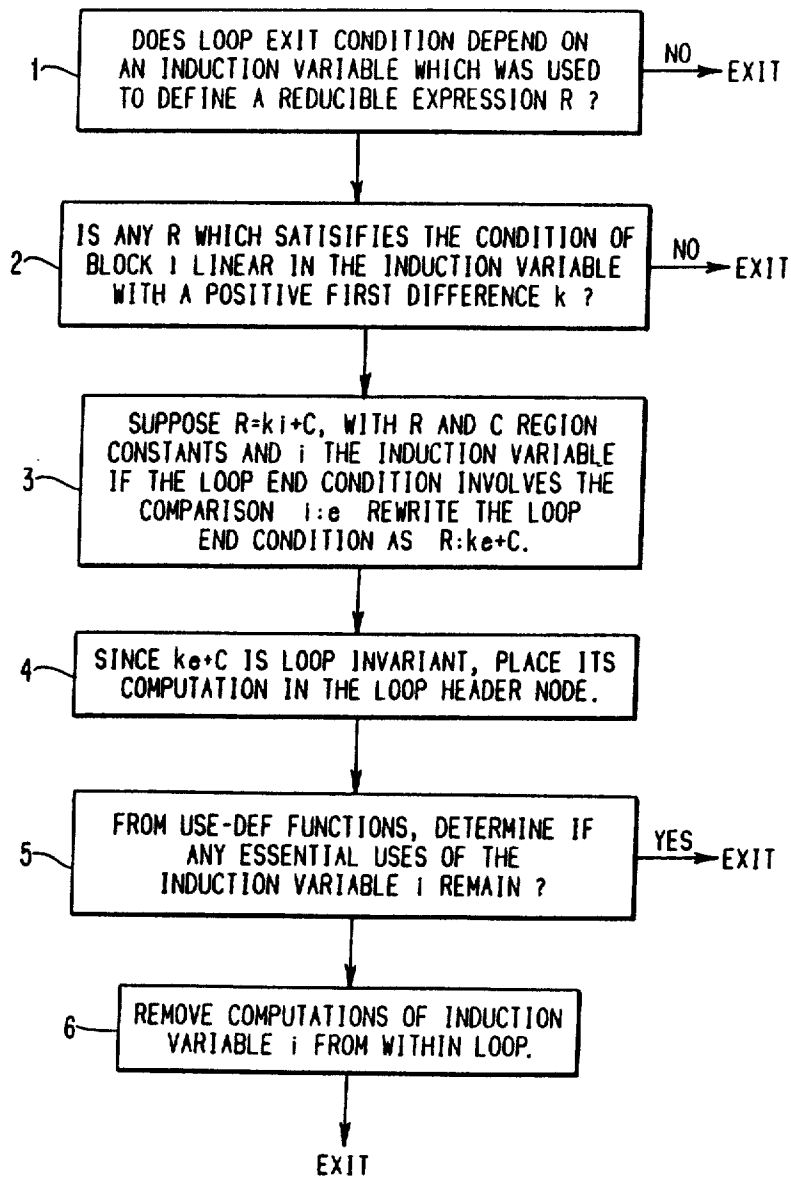 DOES LOOP EXIT CONDITION DEPEND ON
1 AN INDUCTION VARIABLE WHICH WAS USED
TO DEFINE A REDUCIBLE EXPRESSION R ?
NO EXIT
IS ANY R WHICH SATISIFIES THE CONDITION OF
2 BLOCK 1 LINEAR IN THE INDUCTION VARIABLE
WITH A POSITIVE FIRST DIFFERENCE k ?
NO EXIT
SUPPOSE R=ki+C, WITH R AND C REGION
CONSTANTS AND i THE INDUCTION VARIABLE
3 IF THE LOOP END CONDITION INVOLVES THE
COMPARISON i:e REWRITE THE LOOP
END CONDITION AS R:ke+C.
4 SINCE ke+C IS LOOP INVARIANT, PLACE ITS
COMPUTATION IN THE LOOP HEADER NODE.
FROM USE-DEF FUNCTIONS, DETERMINE IF
5 ANY ESSENTIAL USES OF THE
INDUCTION VARIABLE i REMAIN ?
YES EXIT
6 REMOVE COMPUTATIONS OF INDUCTION
VARIABLE i FROM WITHIN LOOP.
EXIT